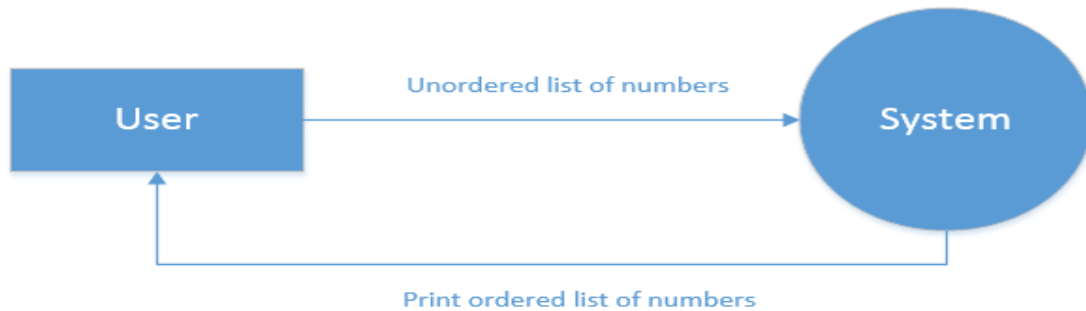 Unordered list of numbers
User
System
Print ordered list of numbers